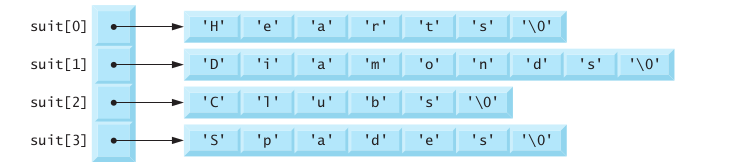 suit[0] 'H' 'e' 'a' 'r' 't' 's' '\0'
suit[1] 'D' 'i' 'a' 'm' 'o' 'n' 'd' 's' '\0'
suit[2] 'C' 'l' 'u' 'b' 's' '\0'
suit[3] 'S' 'p' 'a' 'd' 'e' 's' '\0'